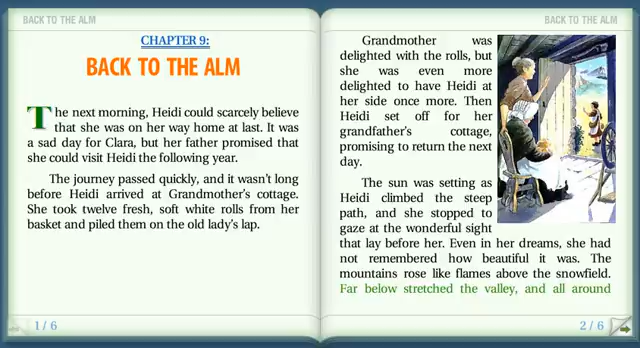 BACK TO THE ALM
CHAPTER 9:
BACK TO THE ALM
The next morning, Heidi could scarcely believe
that she was on her way home at last. It was
a sad day for Clara, but her father promised that
she could visit Heidi the following year.
The journey passed quickly, and it wasn't long
before Heidi arrived at Grandmother's cottage.
She took twelve fresh, soft white rolls from her
basket and piled them on the old lady's lap.
1 / 6
BACK TO THE ALM
Grandmother was
delighted with the rolls, but
she was even more
delighted to have Heidi at
her side once more. Then
Heidi set off for her
grandfather's cottage,
promising to return the next
day.
The sun was setting as
Heidi climbed the steep
path, and she stopped to
gaze at the wonderful sight
that lay before her. Even in her dreams, she had
not remembered how beautiful it was. The
mountains rose like flames above the snowfield.
Far below stretched the valley, and all around
2 / 6